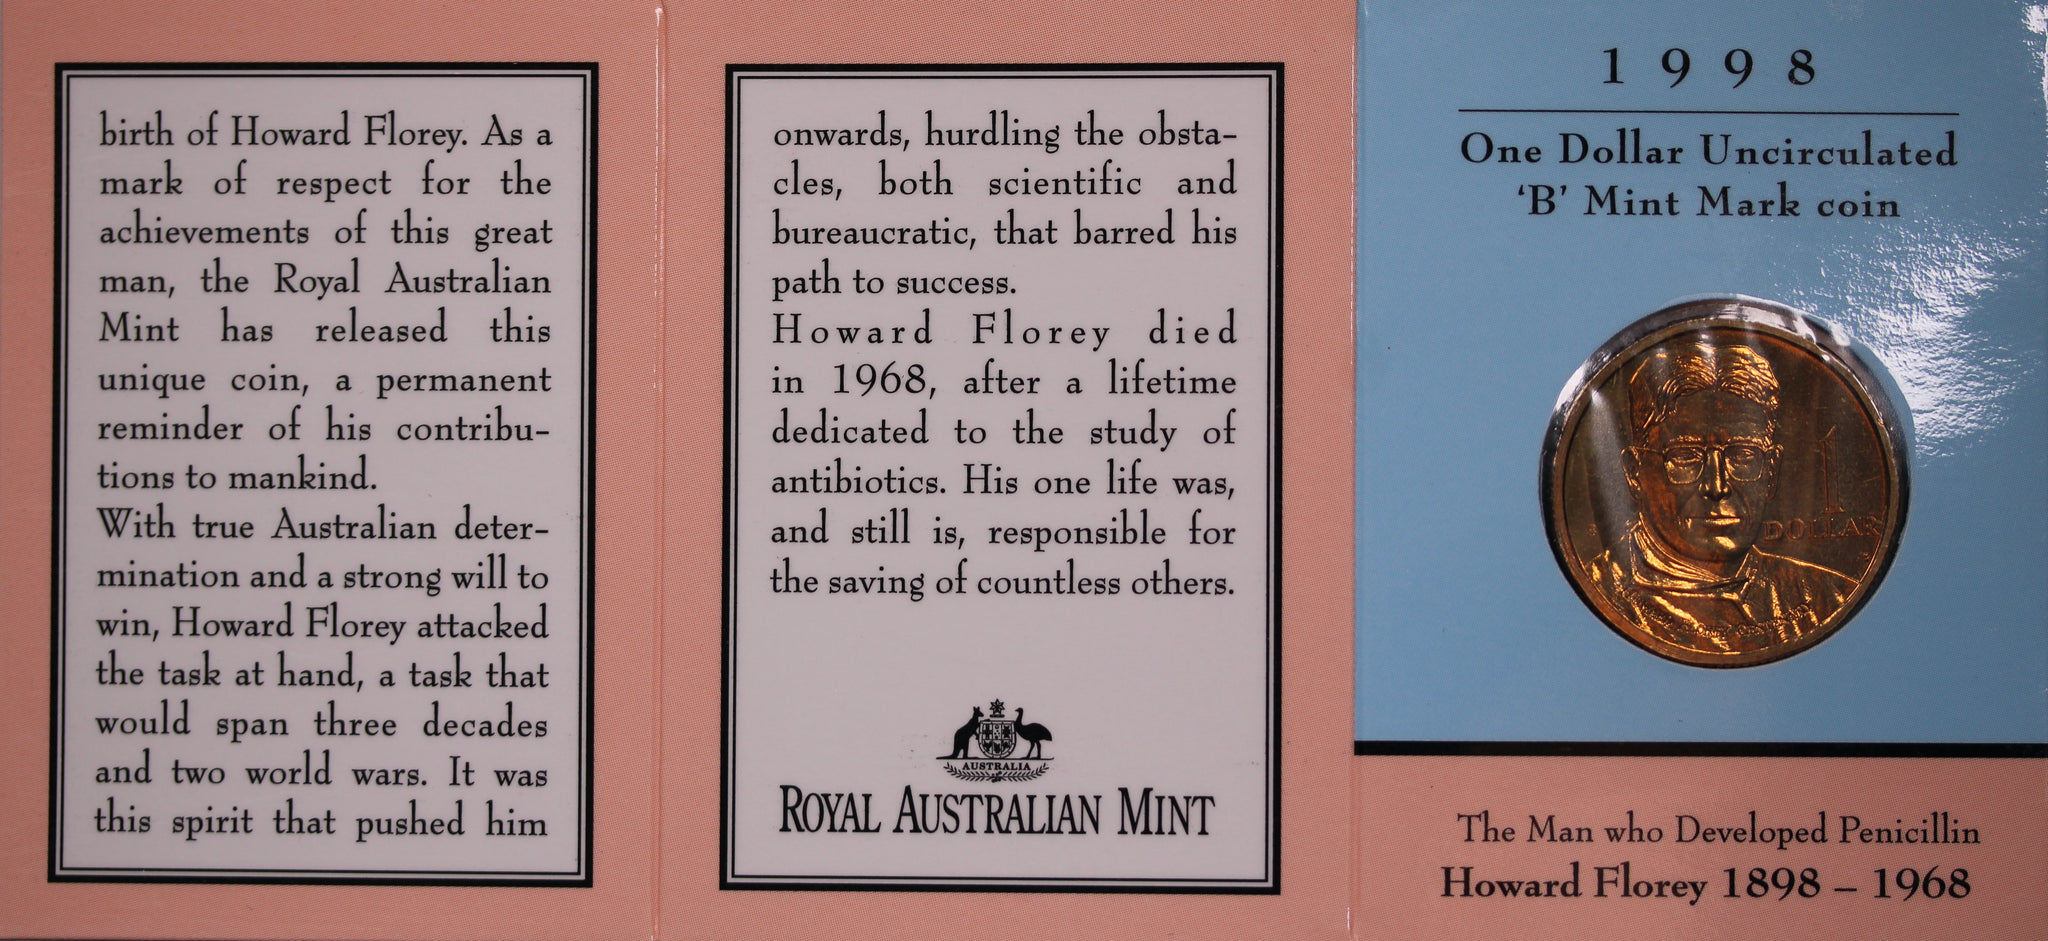 birth of Howard Florey. As a
mark of respect for the
achievements of this great
man, the Royal Australian
Mint has released this
unique coin, a permanent
reminder of his contribu-
tions to mankind.
With true Australian deter-
mination and a strong will to
win, Howard Florey attacked
the task at hand, a task that
would span three decades
and two world wars. It was
this spirit that pushed him
onwards, hurdling the obsta-
cles, both scientific and
bureaucratic, that barred his
path to success.
Howard Florey died
in 1968, after a lifetime
dedicated to the study of
antibiotics. His one life was,
and still is, responsible for
the saving of countless others.
AUSTRALIA
ROYAL AUSTRALIAN MINT
1998
One Dollar Uncirculated
‘B’ Mint Mark coin
1
DOLLAR
The Man who Developed Penicillin
Howard Florey 1898 – 1968